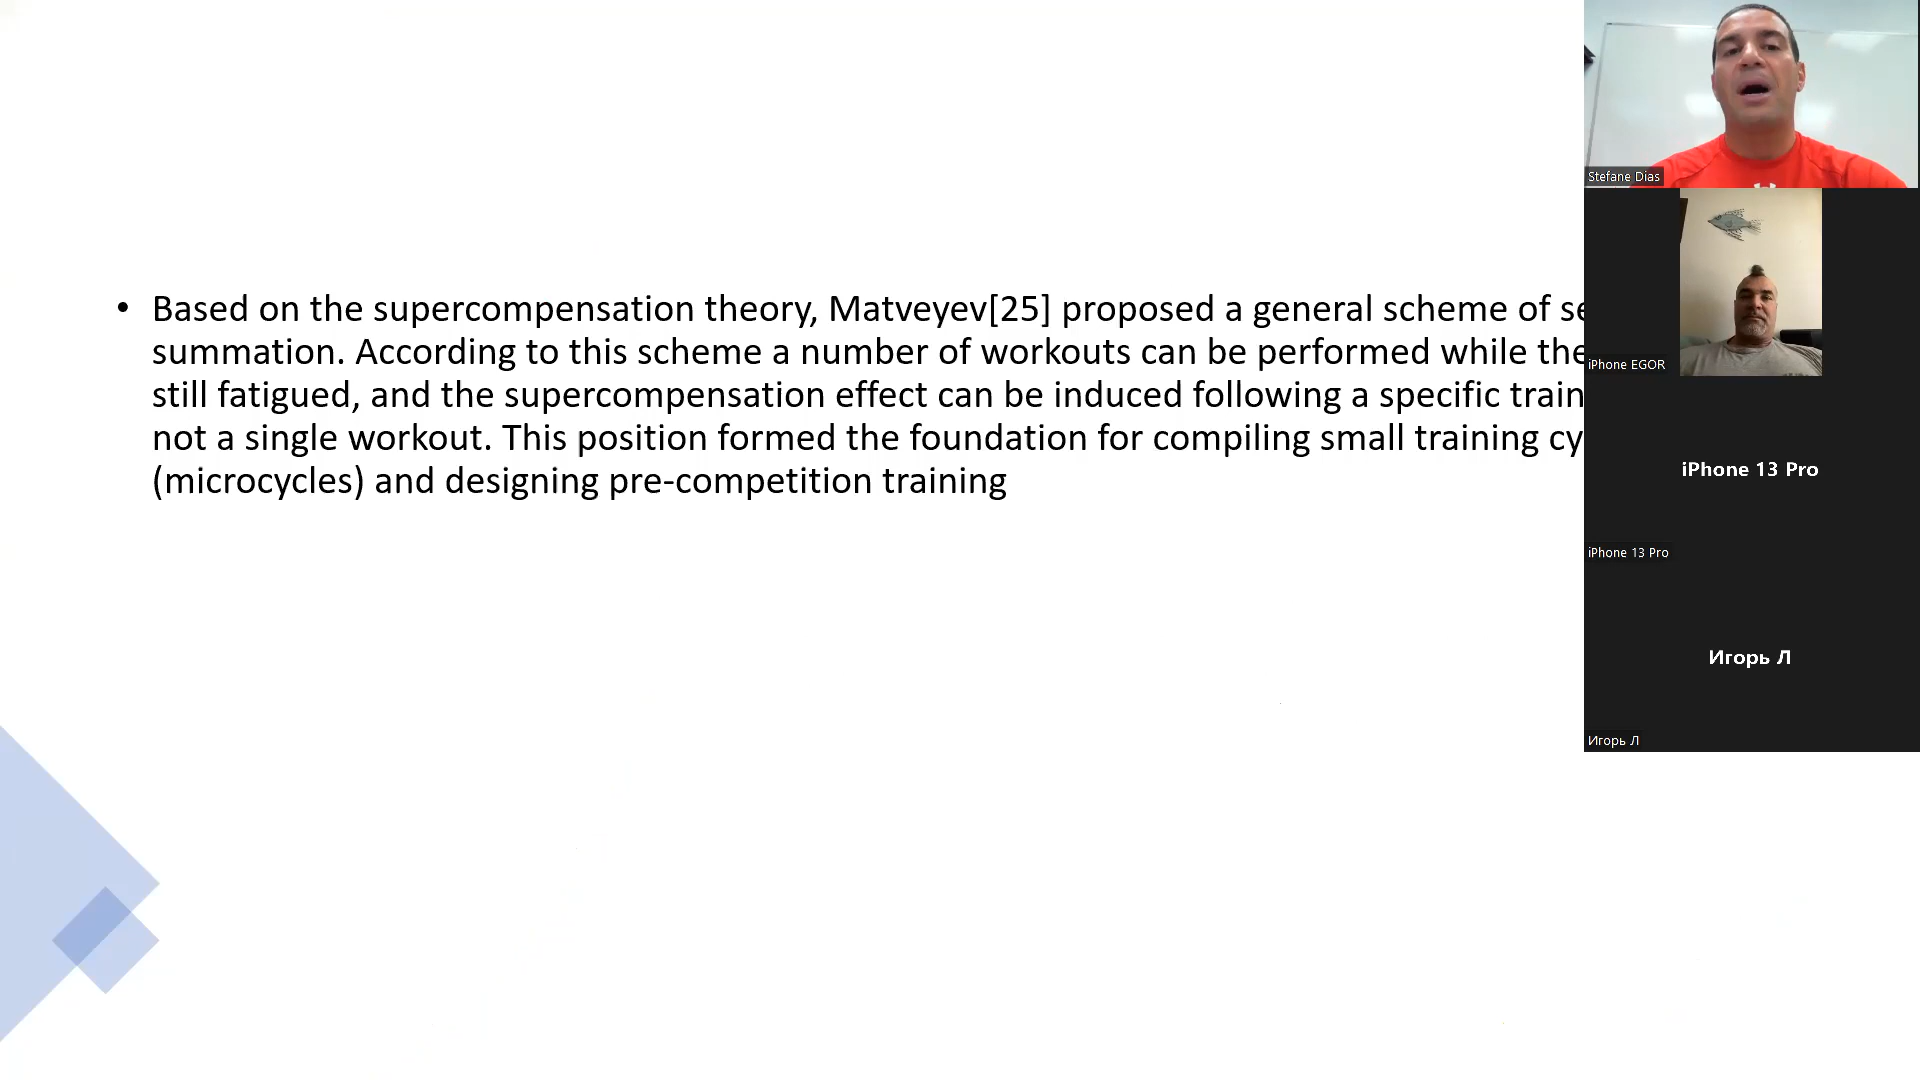 • Based on the supercompensation theory, Matveyev[25] proposed a general scheme of
summation. According to this scheme a number of workouts can be performed while the
still fatigued, and the supercompensation effect can be induced following a specific
not a single workout. This position formed the foundation for compiling small training
(microcycles) and designing pre-competition training
Stefane Dias
iPhone EGOR
iPhone 13 Pro
iPhone 13 Pro
Игорь Л
Игорь Л